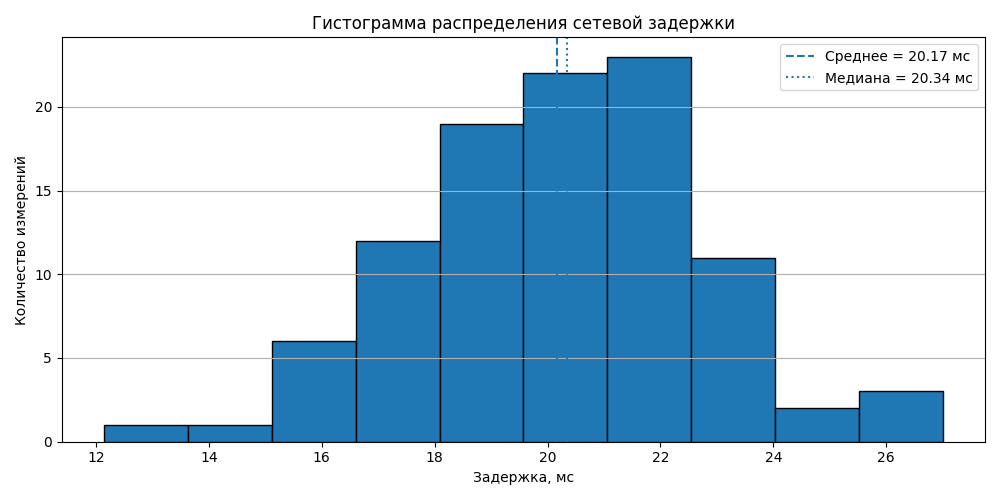 Гистограмма распределения сетевой задержки
Среднее = 20.17 мс
Медиана = 20.34 мс
Количество измерений
20
15
10
5
0
12 14 16 18 20 22 24 26
Задержка, мс